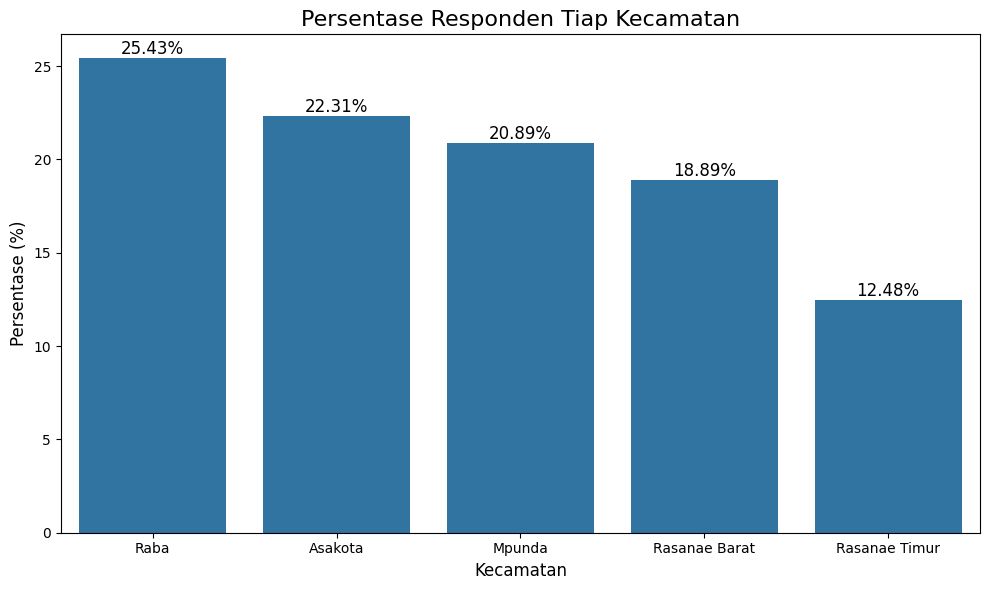 Persentase Responden Tiap Kecamatan
25.43%
22.31%
20.89%
18.89%
12.48%
25
20
15
10
5
0
Persentase (%)
Raba
Asakota
Mpunda
Rasanae Barat
Rasanae Timur
Kecamatan